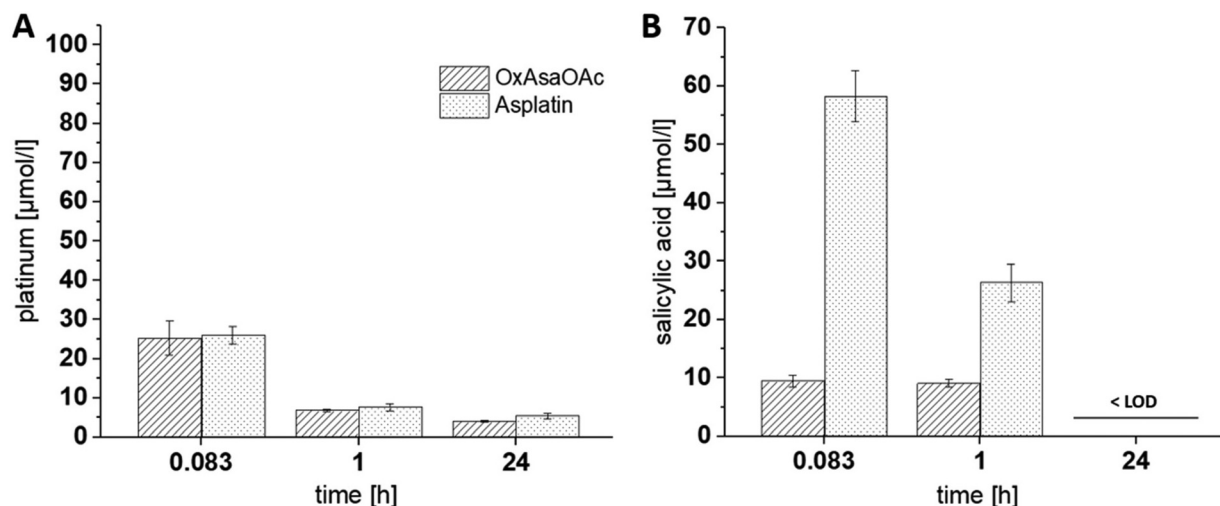 A
platinum [µmol/l]
100
90
80
70
60
50
40
30
20
10
0
OxAsaOAc
Asplatin
0.083 1 24
time [h]
B
salicylic acid [µmol/l]
70
60
50
40
30
20
10
0
< LOD
0.083 1 24
time [h]